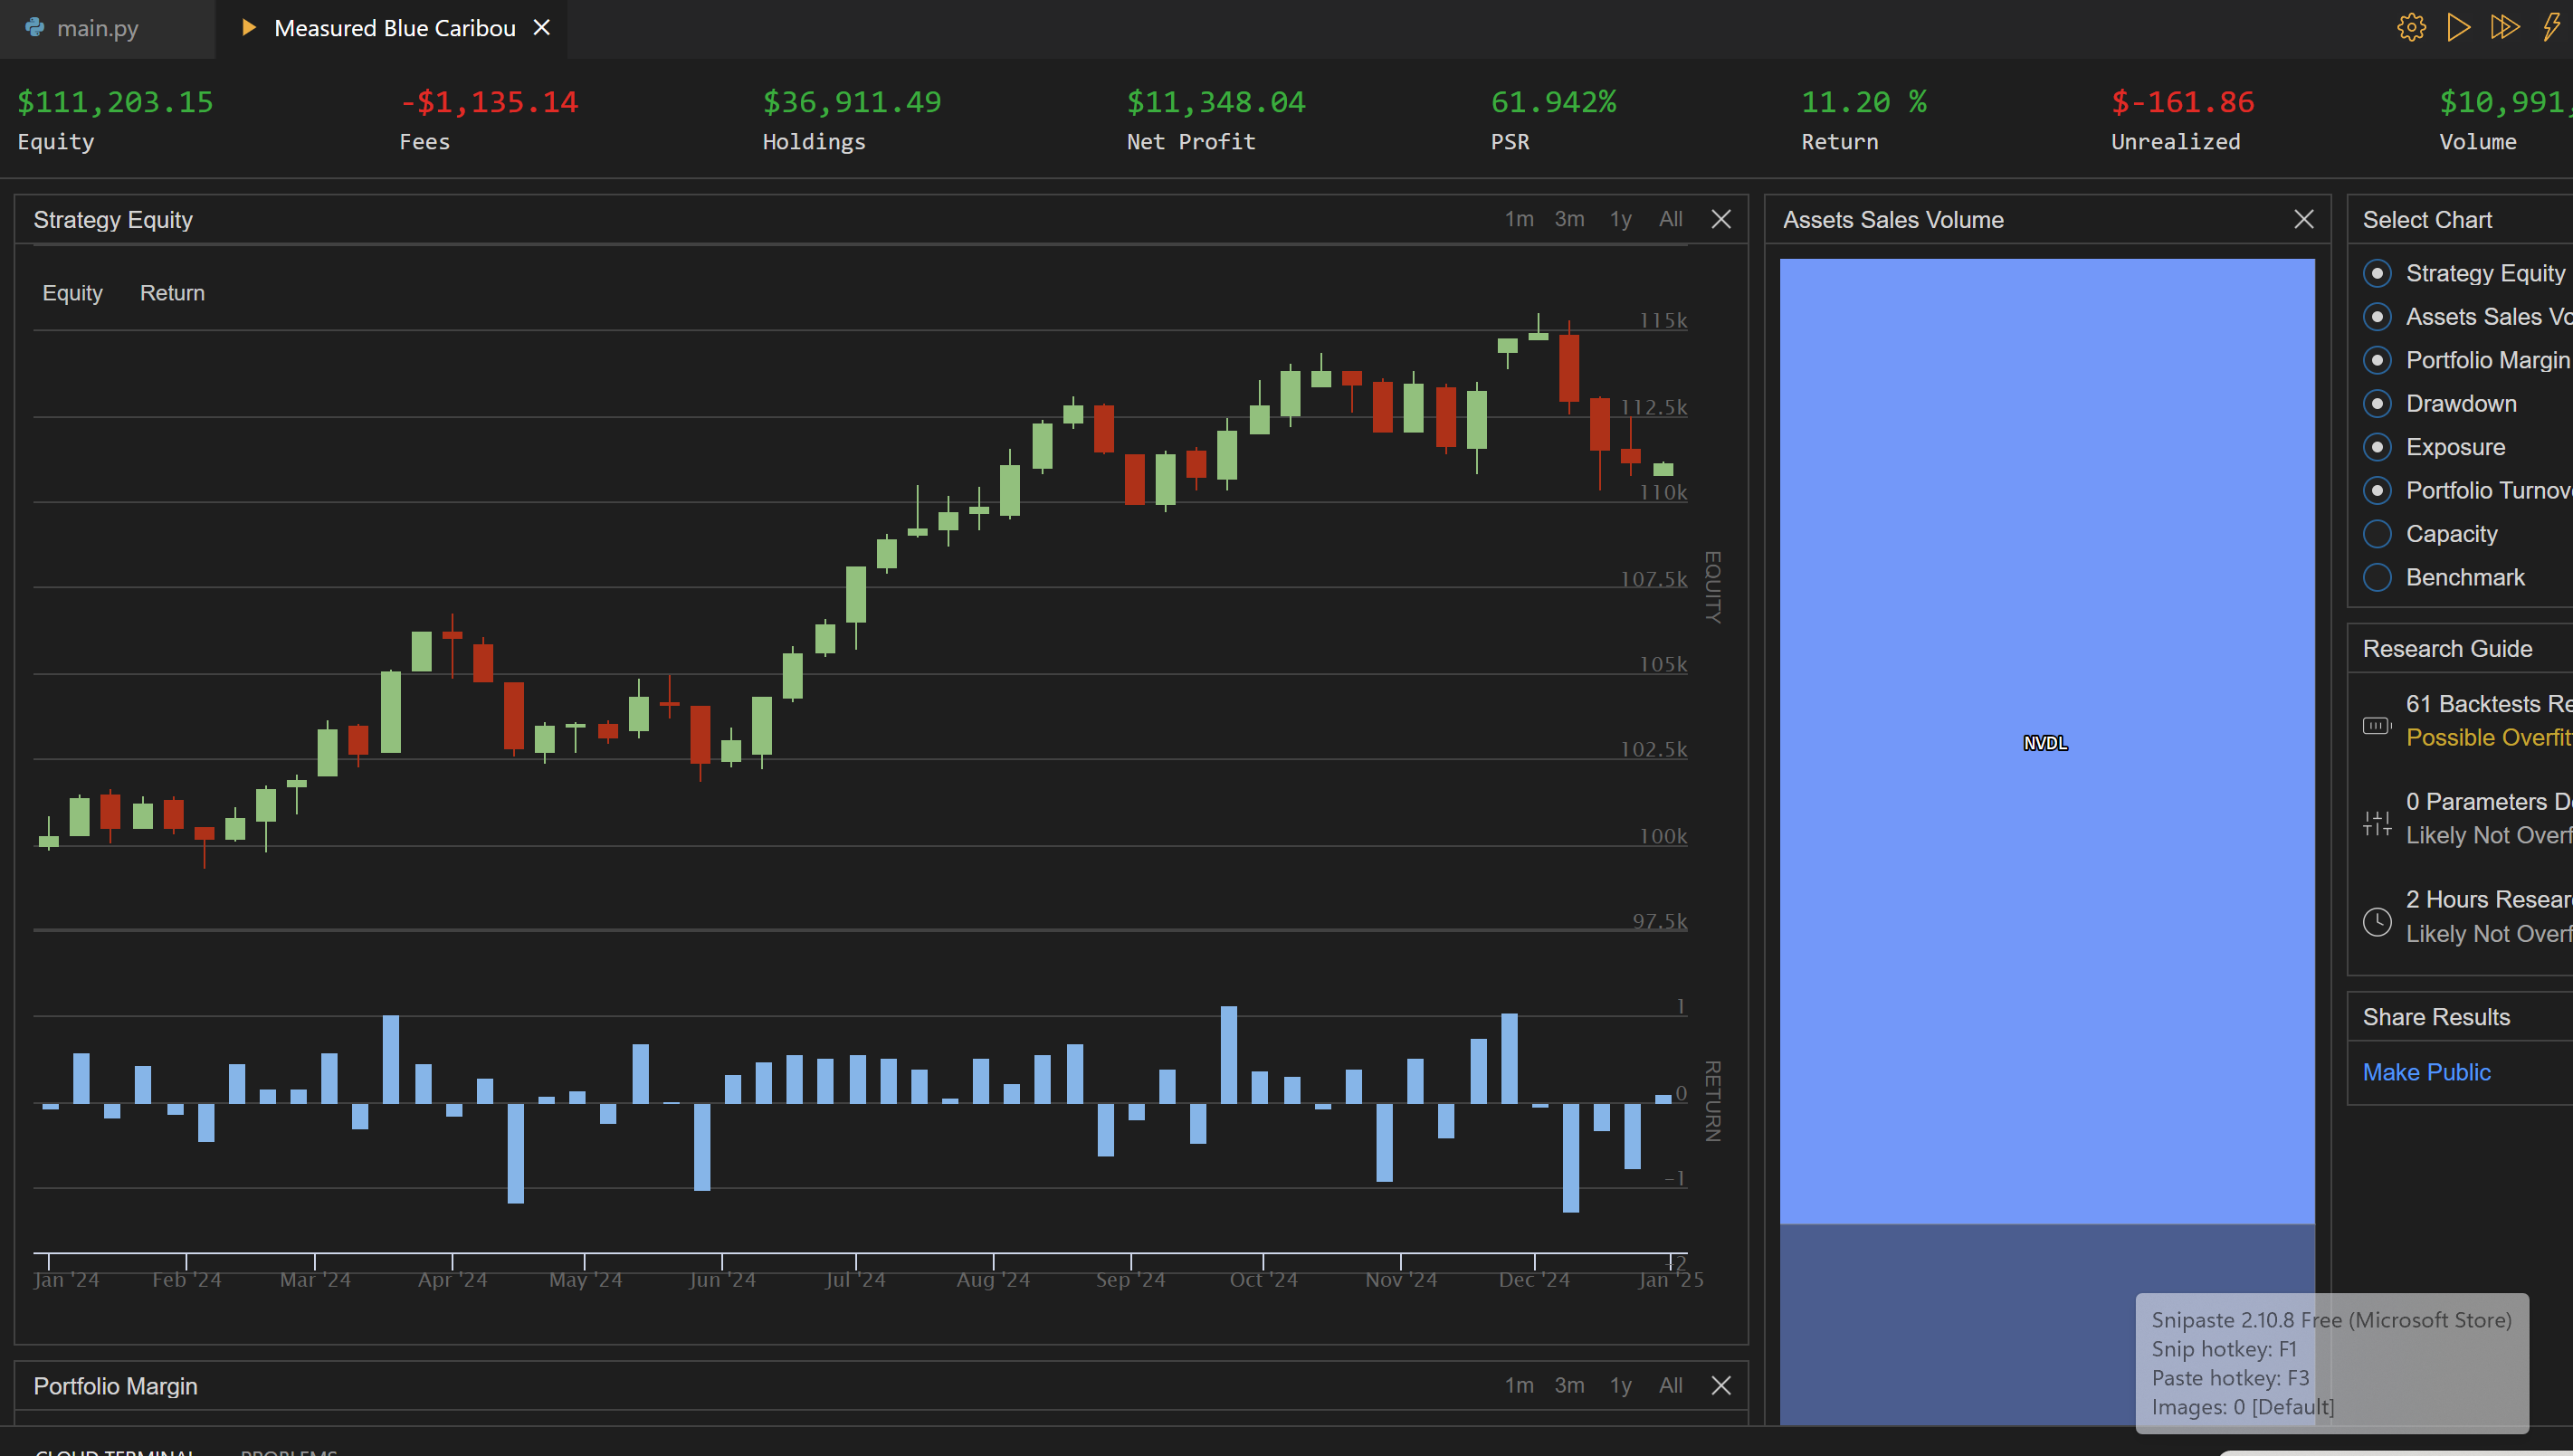 main.py
Measured Blue Caribou
$111,203.15
Equity
-$1,135.14
Fees
$36,911.49
Holdings
$11,348.04
Net Profit
61.942%
PSR
11.20 %
Return
$-161.86
Unrealized
$10,991,
Volume
Strategy Equity
1m 3m 1y All
Equity Return
115k
112.5k
110k
107.5k
105k
102.5k
100k
97.5k
EQUITY
1
0
-1
-2
RETURN
Jan '24 Feb '24 Mar '24 Apr '24 May '24 Jun '24 Jul '24 Aug '24 Sep '24 Oct '24 Nov '24 Dec '24 Jan '25
Portfolio Margin
1m 3m 1y All
CLOUD TERMINAL PROBLEMS
Assets Sales Volume
NVDL
Select Chart
Strategy Equity
Assets Sales Vo
Portfolio Margin
Drawdown
Exposure
Portfolio Turnov
Capacity
Benchmark
Research Guide
61 Backtests Re
Possible Overfit
0 Parameters D
Likely Not Overf
2 Hours Resear
Likely Not Overf
Share Results
Make Public
Snipaste 2.10.8 Free (Microsoft Store)
Snip hotkey: F1
Paste hotkey: F3
Images: 0 [Default]